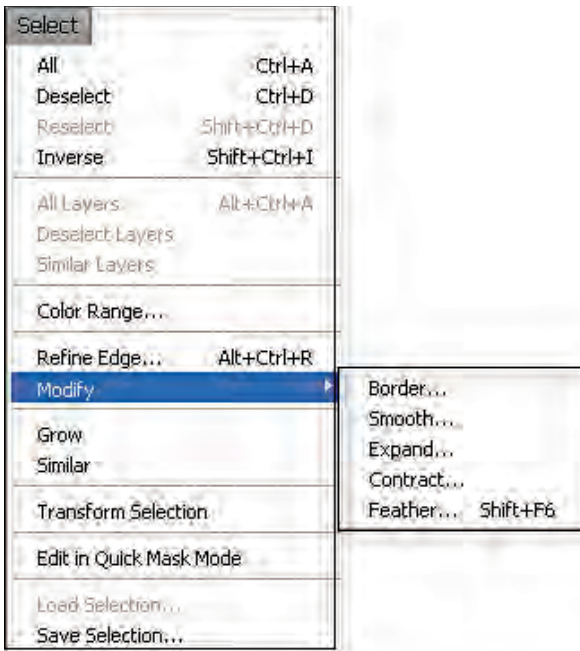 Select
All Ctrl+A
Deselect Ctrl+D
Reselect Shift+Ctrl+D
Inverse Shift+Ctrl+I
All Layers Alt+Ctrl+A
Deselect Layers
Similar Layers
Color Range...
Refine Edge... Alt+Ctrl+R
Modify
Border...
Smooth...
Expand...
Contract...
Feather... Shift+F6
Grow
Similar
Transform Selection
Edit in Quick Mask Mode
Load Selection...
Save Selection...